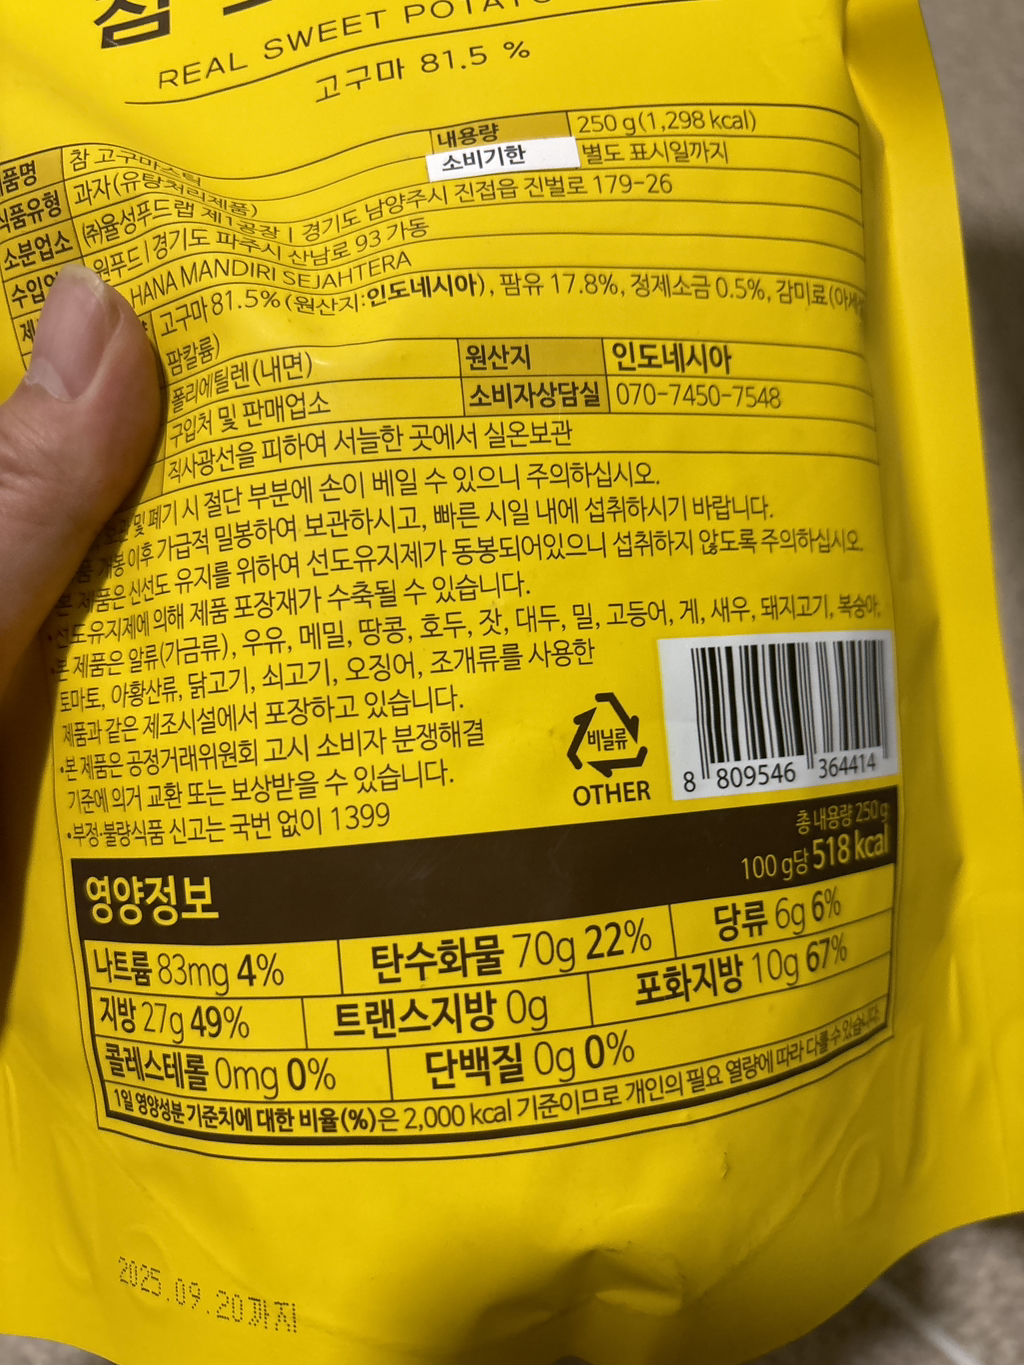 참
REAL SWEET POTATO
고구마 81.5 %
품명 참 고구마스틱 내용량 250 g(1,298 kcal)
식품유형 과자(유탕처리제품) 소비기한 별도 표시일까지
소분업소 ㈜율성푸드랩 제1공장 | 경기도 남양주시 진접읍 진벌로 179-26
수입 원푸드 | 경기도 파주시 산남로 93 가동
제 HANA MANDIRI SEJAHTERA
고구마 81.5% (원산지:인도네시아), 팜유 17.8%, 정제소금 0.5%, 감미료(아세
팜칼륨)
폴리에틸렌(내면) 원산지 인도네시아
구입처 및 판매업소 소비자상담실 070-7450-7548
직사광선을 피하여 서늘한 곳에서 실온보관
및 폐기 시 절단 부분에 손이 베일 수 있으니 주의하십시오.
개봉 이후 가급적 밀봉하여 보관하시고, 빠른 시일 내에 섭취하시기 바랍니다.
본 제품은 신선도 유지를 위하여 선도유지제가 동봉되어있으니 섭취하지 않도록 주의하십시오.
•선도유지제에 의해 제품 포장재가 수축될 수 있습니다.
•본 제품은 알류(가금류), 우유, 메밀, 땅콩, 호두, 잣, 대두, 밀, 고등어, 게, 새우, 돼지고기, 복숭아,
토마토, 아황산류, 닭고기, 쇠고기, 오징어, 조개류를 사용한
제품과 같은 제조시설에서 포장하고 있습니다.
•본 제품은 공정거래위원회 고시 소비자 분쟁해결
기준에 의거 교환 또는 보상받을 수 있습니다.
•부정·불량식품 신고는 국번 없이 1399
비닐류
OTHER
8 809546 364414
영양정보
총 내용량 250 g
100 g당 518 kcal
나트륨 83mg 4% 탄수화물 70g 22% 당류 6g 6%
지방 27g 49% 트랜스지방 0g 포화지방 10g 67%
콜레스테롤 0mg 0% 단백질 0g 0%
1일 영양성분 기준치에 대한 비율(%)은 2,000 kcal 기준이므로 개인의 필요 열량에 따라 다를 수 있습니다.
2025.09.20까지